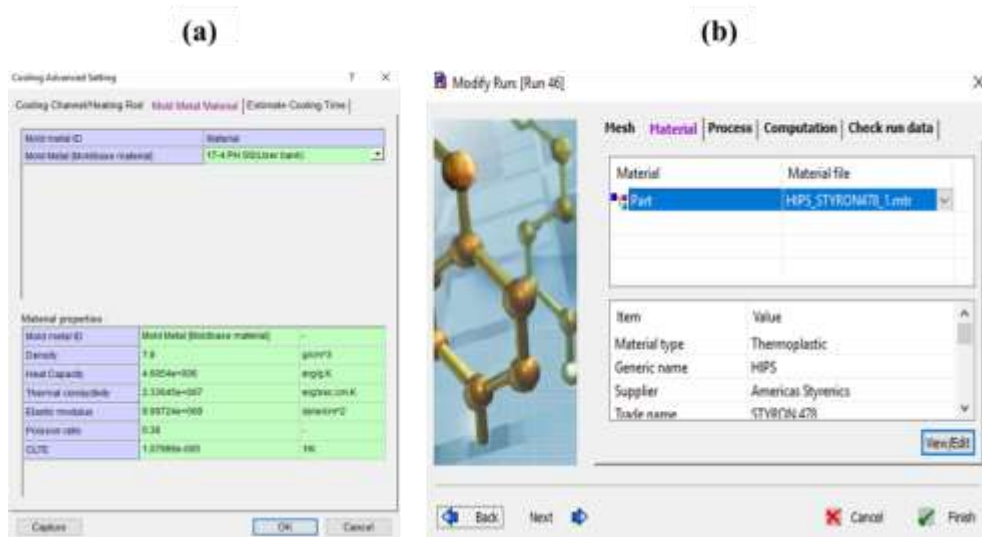 (a)
(b)
Cooling Advanced Setting ? ×
Cooling Channel/Heating Rod Mold Metal Material Estimate Cooling Time
Mold metal ID Material
Mold Metal [Moldbase material] 17-4 PH SS(User bank)
Material properties
Mold metal ID Mold Metal [Moldbase material] -
Density 7.8 g/cm^3
Heat Capacity erg/g.K
Thermal conductivity erg/sec.cm.K
Elastic modulus dyne/cm^2
Poisson ratio -
CLTE 1/K
Capture OK Cancel
Modify Run: [Run 46] X
Mesh Material Process Computation Check run data
Material Material file
Part HIPS_STYRON478_1.mtr
Item Value
Material type Thermoplastic
Generic name HIPS
Supplier Americas Styrenics
Trade name STYRON 478
View/Edit
Back Next Cancel Finish